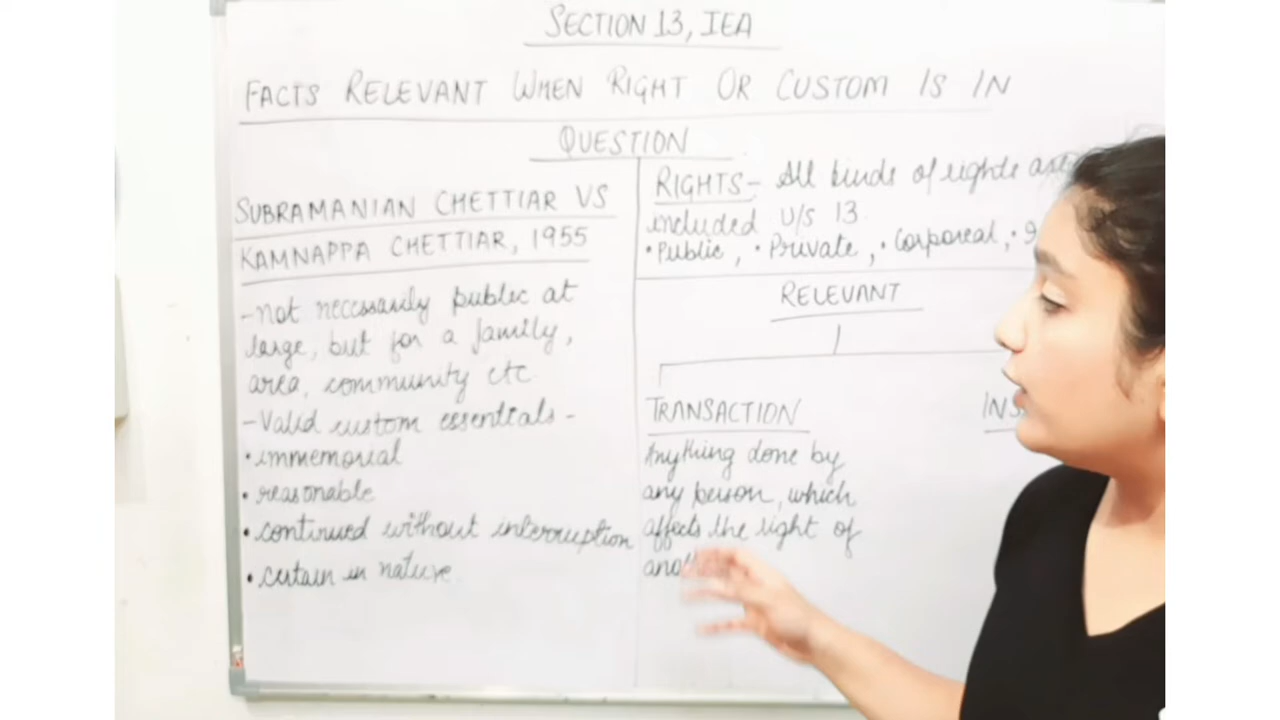 SECTION 13, IEA
FACTS RELEVANT WHEN RIGHT OR CUSTOM IS IN
QUESTION
SUBRAMANIAN CHETTIAR VS
KAMNAPPA CHETTIAR, 1955
-not necessarily public at
large, but for a family,
area, community etc
-Valid custom essentials-
•immemorial
•reasonable
•continued without interruption
•certain in nature
RIGHTS- All kinds of rights are
included U/S 13
•Public, •Private, •Corporeal, •
RELEVANT
TRANSACTION
Anything done by
any person, which
affects the right of
INS